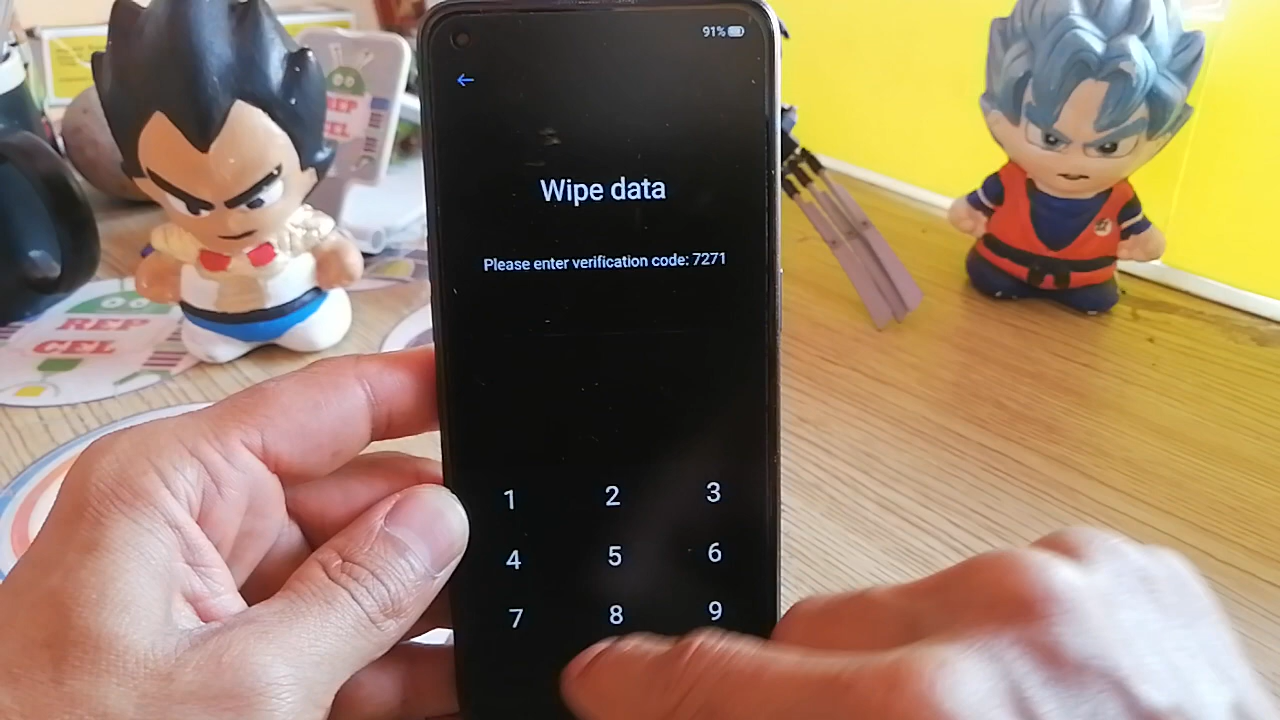 91%
Wipe data
Please enter verification code: 7271
1 2 3
4 5 6
7 8 9
REP
CEL
REP
CEL